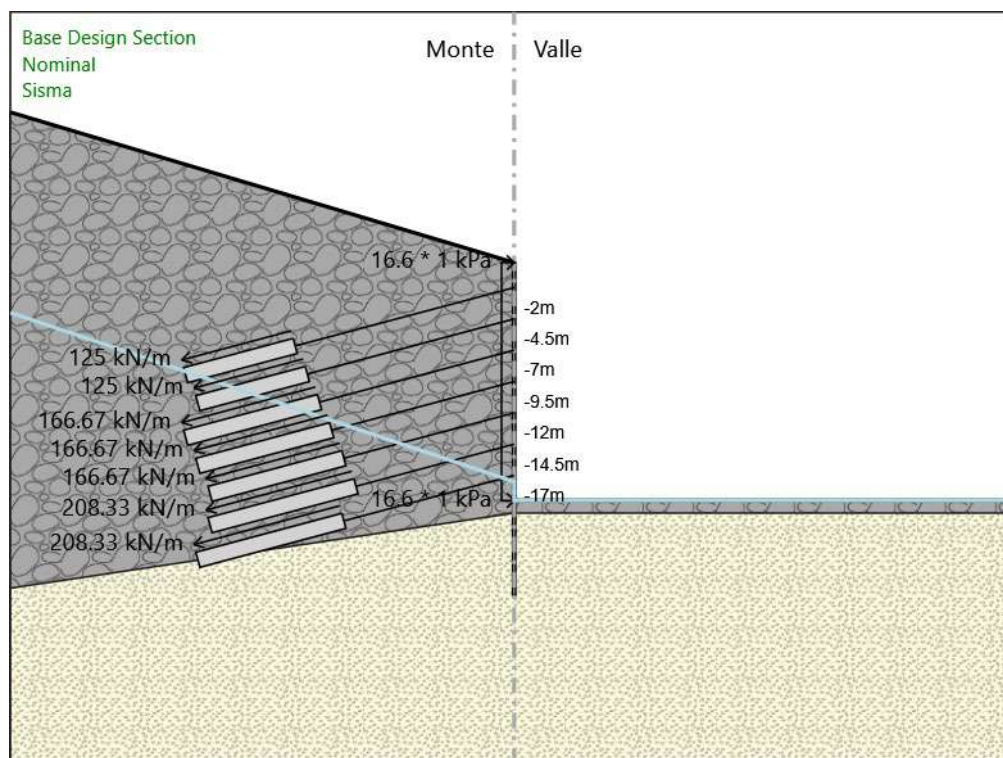 Base Design Section
Nominal
Sisma
Monte
Valle
16.6 * 1 kPa
-2m
-4.5m
-7m
-9.5m
-12m
-14.5m
-17m
125 kN/m
125 kN/m
166.67 kN/m
166.67 kN/m
166.67 kN/m
208.33 kN/m
208.33 kN/m
16.6 * 1 kPa